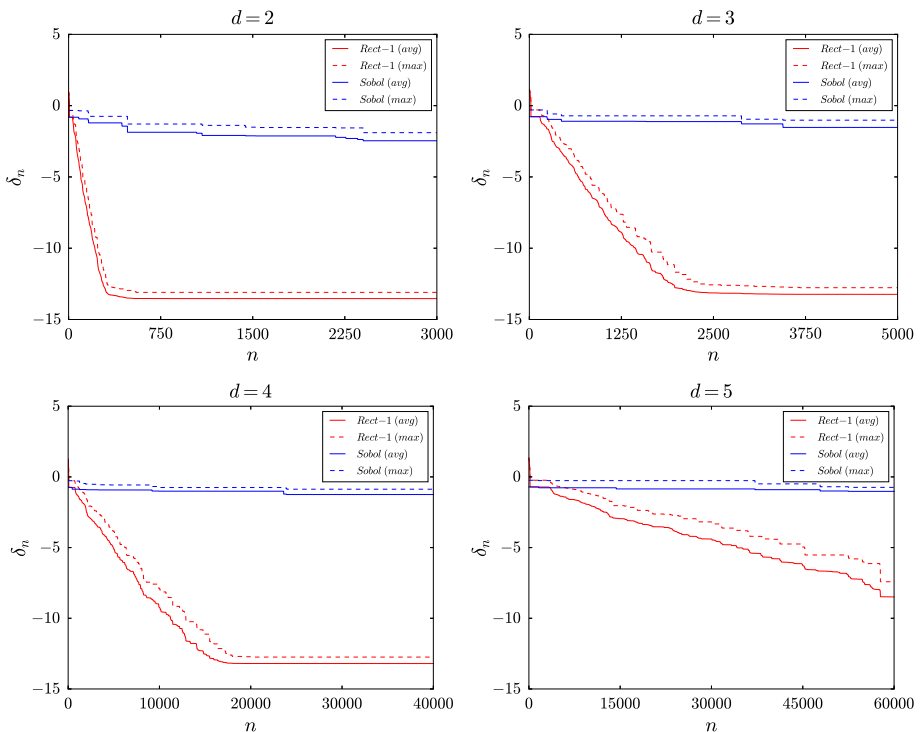 d = 2
5
0
−5
−10
−15
δn
Rect−1 (avg)
Rect−1 (max)
Sobol (avg)
Sobol (max)
0 750 1500 2250 3000
n
d = 3
5
0
−5
−10
−15
δn
Rect−1 (avg)
Rect−1 (max)
Sobol (avg)
Sobol (max)
0 1250 2500 3750 5000
n
d = 4
5
0
−5
−10
−15
δn
Rect−1 (avg)
Rect−1 (max)
Sobol (avg)
Sobol (max)
0 10000 20000 30000 40000
n
d = 5
5
0
−5
−10
−15
δn
Rect−1 (avg)
Rect−1 (max)
Sobol (avg)
Sobol (max)
0 15000 30000 45000 60000
n